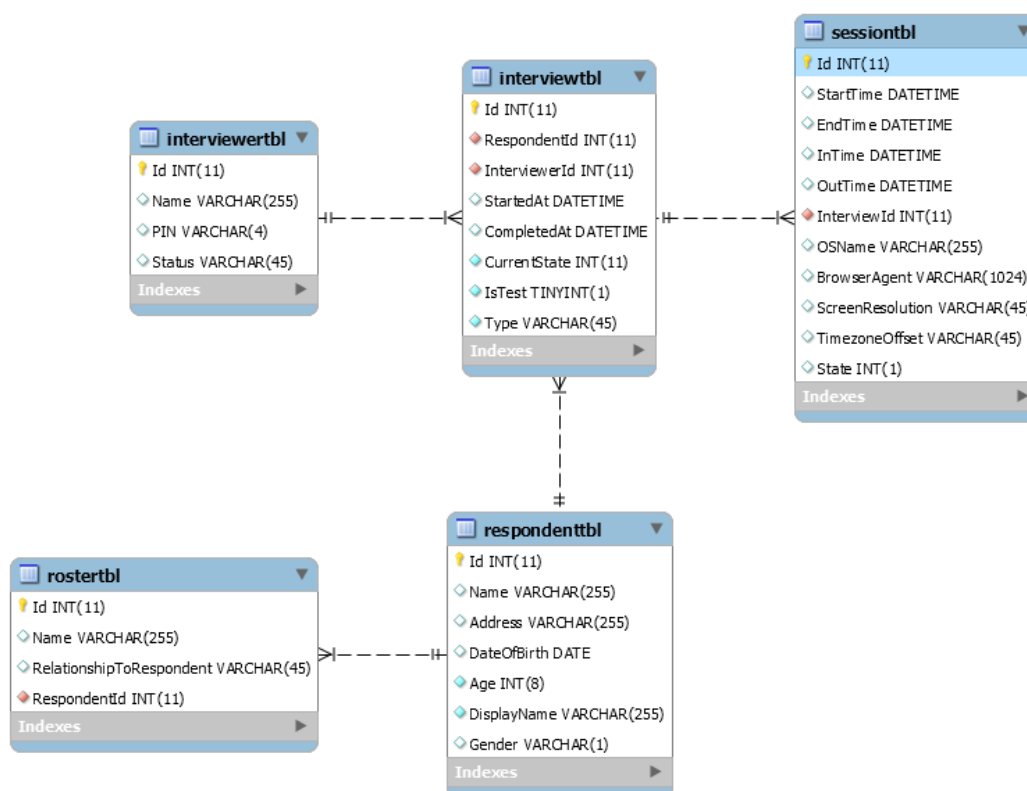 interviewertbl
Id INT(11)
Name VARCHAR(255)
PIN VARCHAR(4)
Status VARCHAR(45)
Indexes
interviewtbl
Id INT(11)
RespondentId INT(11)
InterviewerId INT(11)
StartedAt DATETIME
CompletedAt DATETIME
CurrentState INT(11)
IsTest TINYINT(1)
Type VARCHAR(45)
Indexes
sessiontbl
Id INT(11)
StartTime DATETIME
EndTime DATETIME
InTime DATETIME
OutTime DATETIME
InterviewId INT(11)
OSName VARCHAR(255)
BrowserAgent VARCHAR(1024)
ScreenResolution VARCHAR(45)
TimezoneOffset VARCHAR(45)
State INT(1)
Indexes
rostertbl
Id INT(11)
Name VARCHAR(255)
RelationshipToRespondent VARCHAR(45)
RespondentId INT(11)
Indexes
respondenttbl
Id INT(11)
Name VARCHAR(255)
Address VARCHAR(255)
DateOfBirth DATE
Age INT(8)
DisplayName VARCHAR(255)
Gender VARCHAR(1)
Indexes